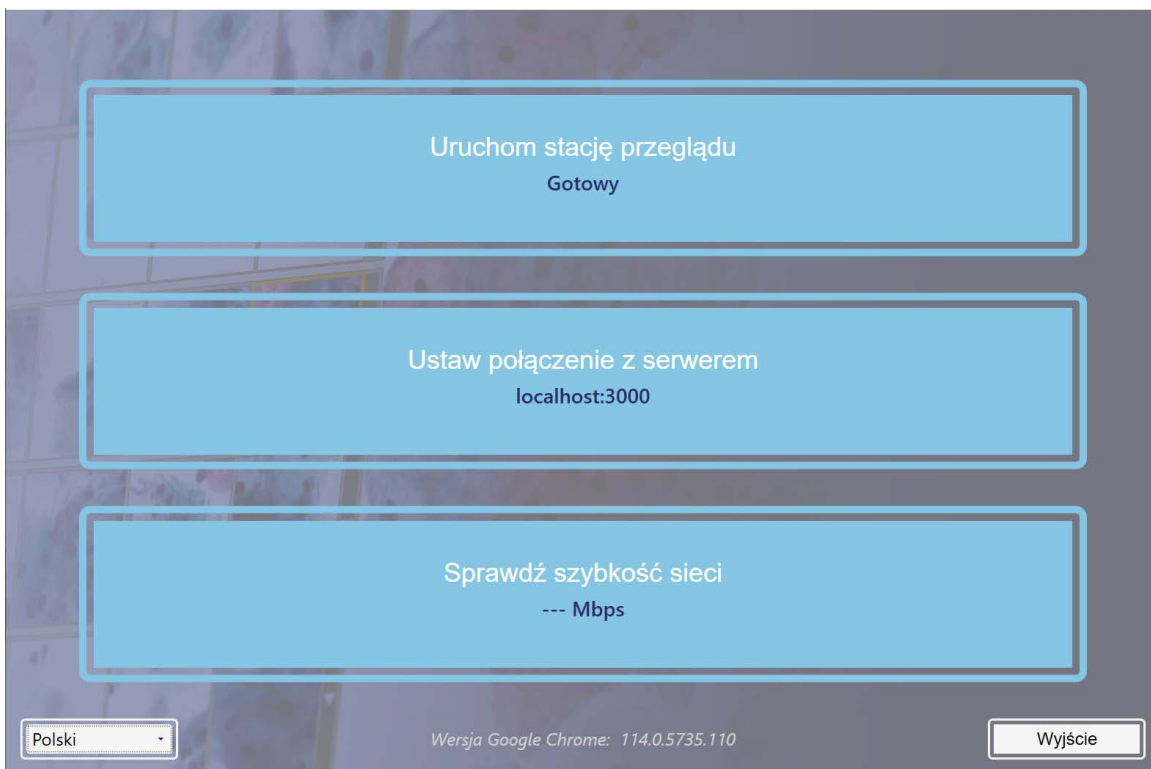 Uruchom stację przeglądu
Gotowy
Ustaw połączenie z serwerem
localhost:3000
Sprawdź szybkość sieci
--- Mbps
Polski
Wersja Google Chrome: 114.0.5735.110
Wyjście